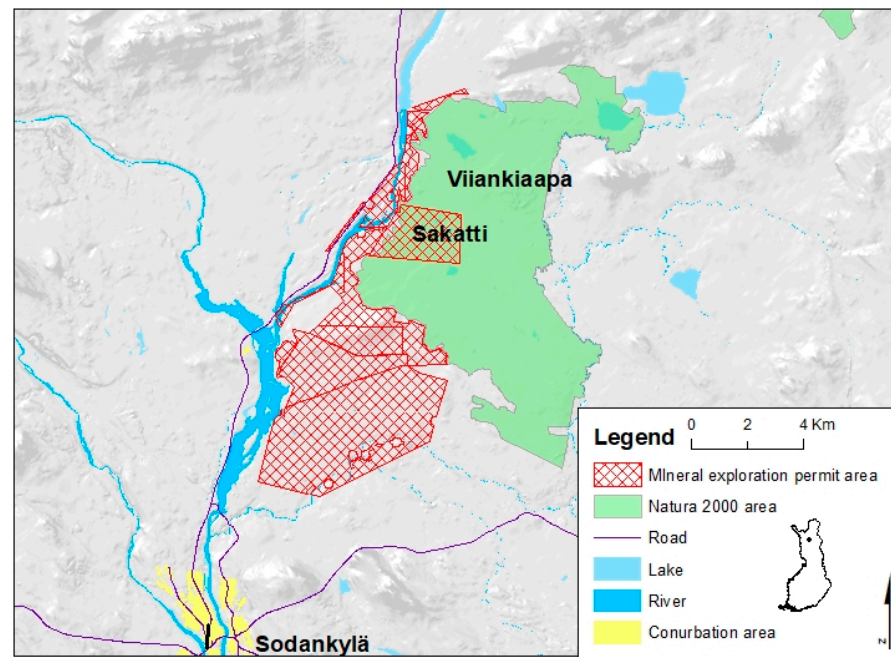 Viiankiaapa
Sakatti
Sodankylä
Legend
0 2 4 Km
MIneral exploration permit area
Natura 2000 area
Road
Lake
River
Conurbation area
N